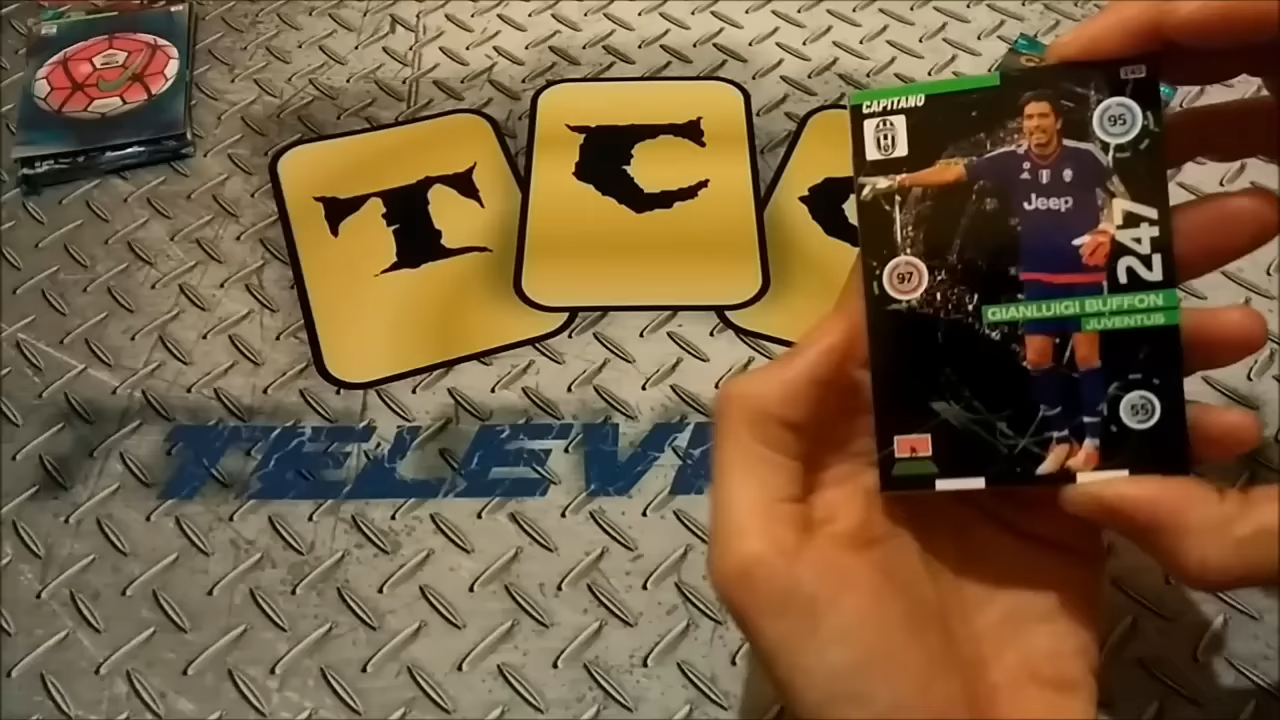 T
C
TELEVI
CAPITANO
95
Jeep
247
97
GIANLUIGI BUFFON
JUVENTUS
55